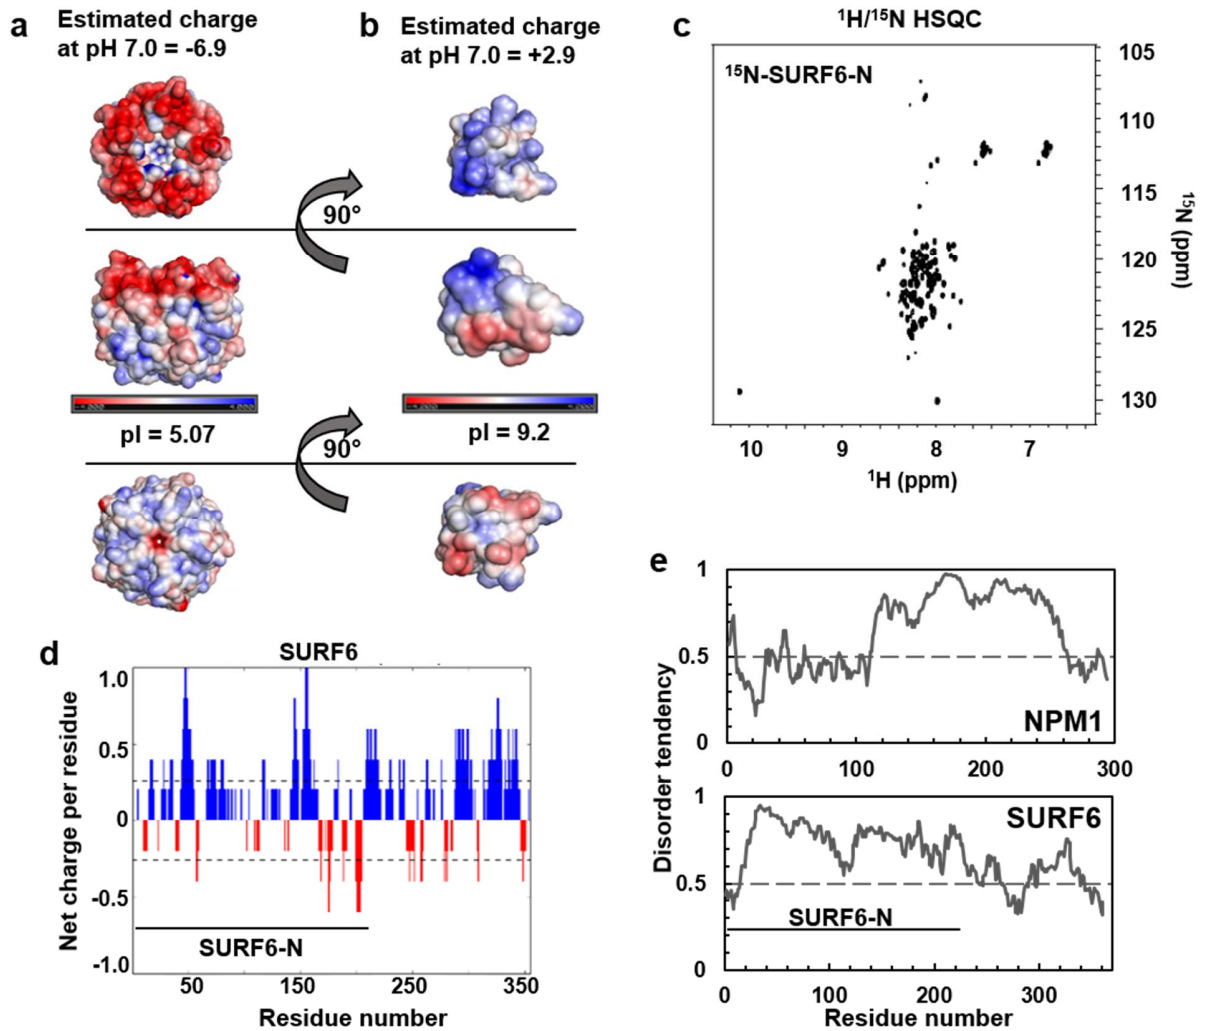 a
Estimated charge
at pH 7.0 = -6.9
b
Estimated charge
at pH 7.0 = +2.9
90°
pI = 5.07
pI = 9.2
90°
c
¹H/¹⁵N HSQC
¹⁵N-SURF6-N
105
110
115
120
125
130
¹⁵N (ppm)
10
9
8
7
¹H (ppm)
d
SURF6
Net charge per residue
1.0
0.5
0
-0.5
-1.0
SURF6-N
50
150
250
350
Residue number
e
Disorder tendency
1
0.5
0
NPM1
0
100
200
300
1
0.5
0
SURF6
SURF6-N
0
100
200
300
Residue number